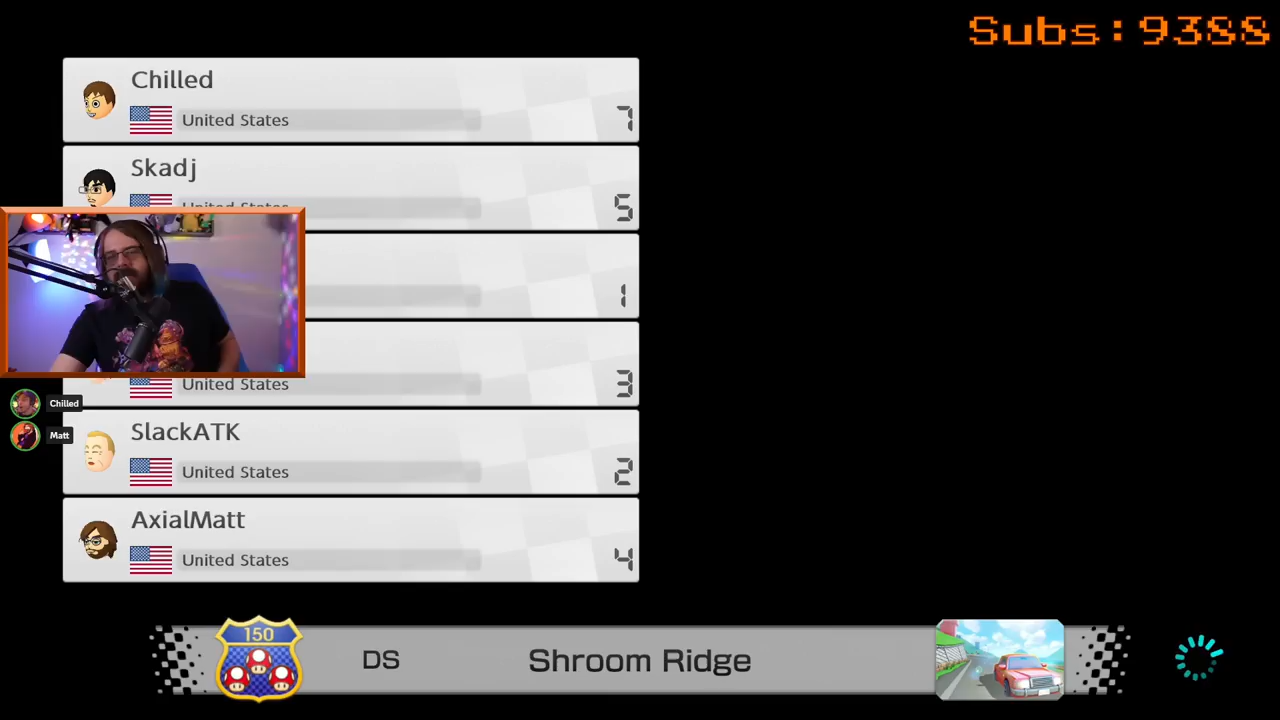 Subs:9388
Chilled
United States
7
Skadj
5
1
United States
3
Chilled
Matt
SlackATK
United States
2
AxialMatt
United States
4
150
DS
Shroom Ridge